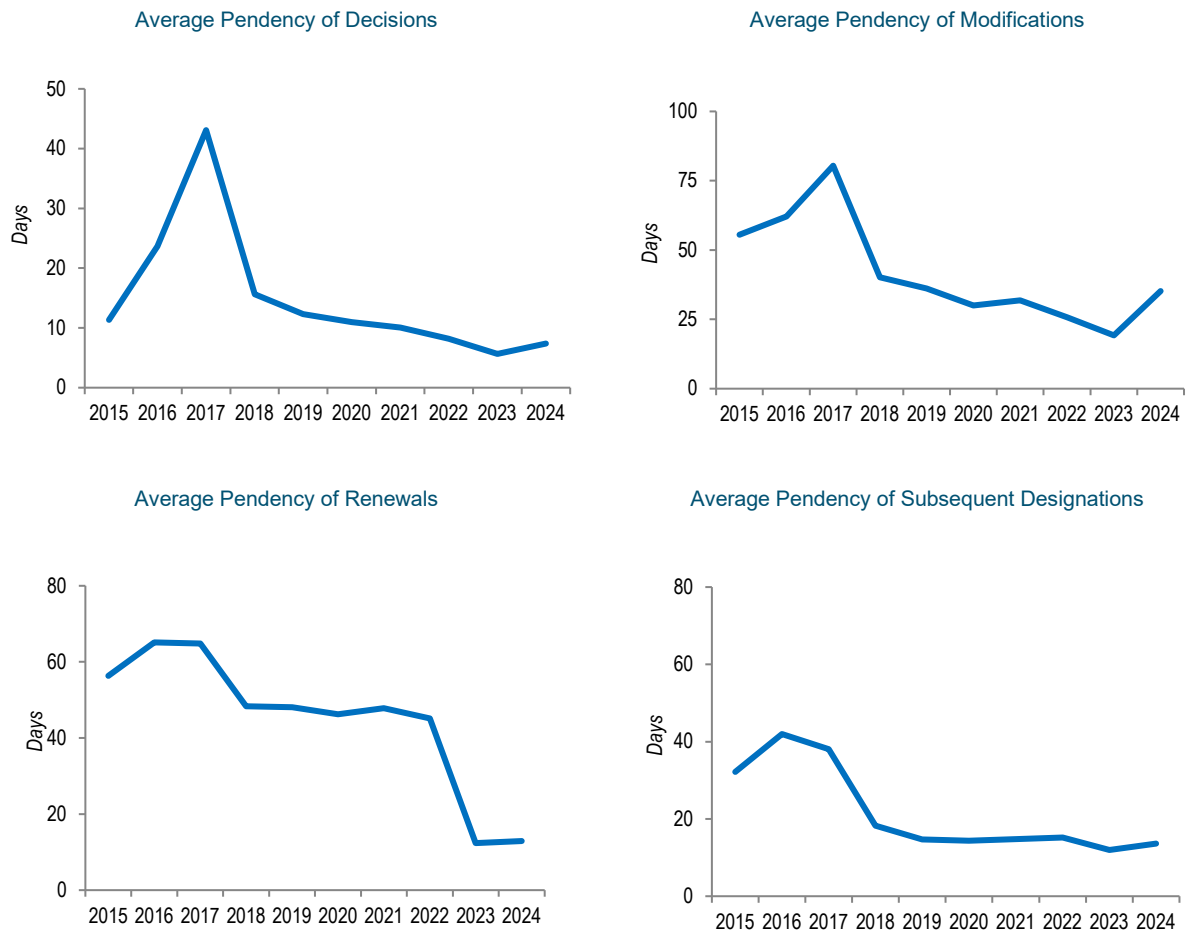 Average Pendency of Decisions
50
40
30
20
10
0
Days
2015 2016 2017 2018 2019 2020 2021 2022 2023 2024
Average Pendency of Modifications
100
75
50
25
0
Days
2015 2016 2017 2018 2019 2020 2021 2022 2023 2024
Average Pendency of Renewals
80
60
40
20
0
Days
2015 2016 2017 2018 2019 2020 2021 2022 2023 2024
Average Pendency of Subsequent Designations
80
60
40
20
0
Days
2015 2016 2017 2018 2019 2020 2021 2022 2023 2024